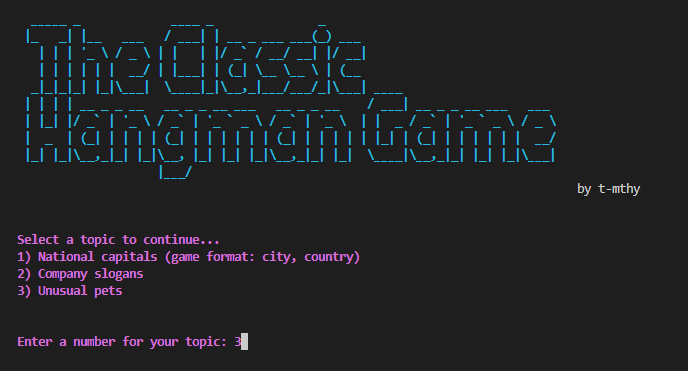 The Classic
Hangman Game
by t-mthy
Select a topic to continue...
1) National capitals (game format: city, country)
2) Company slogans
3) Unusual pets
Enter a number for your topic: 3